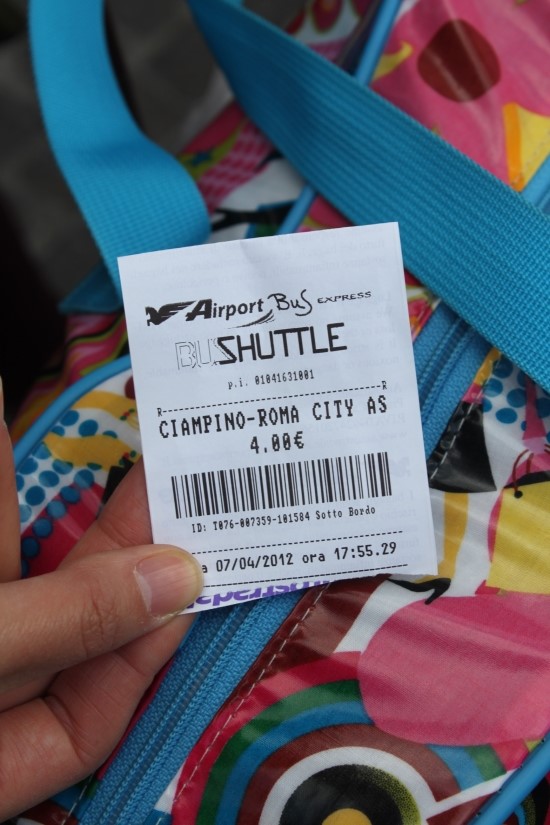 Airport Bus EXPRESS
BUSHUTTLE
p.i. 01041631001
R--------------------------------R
CIAMPINO-ROMA CITY AS
4.00€
ID: T076-007359-101584 Sotto Bordo
a 07/04/2012 ora 17:55.29